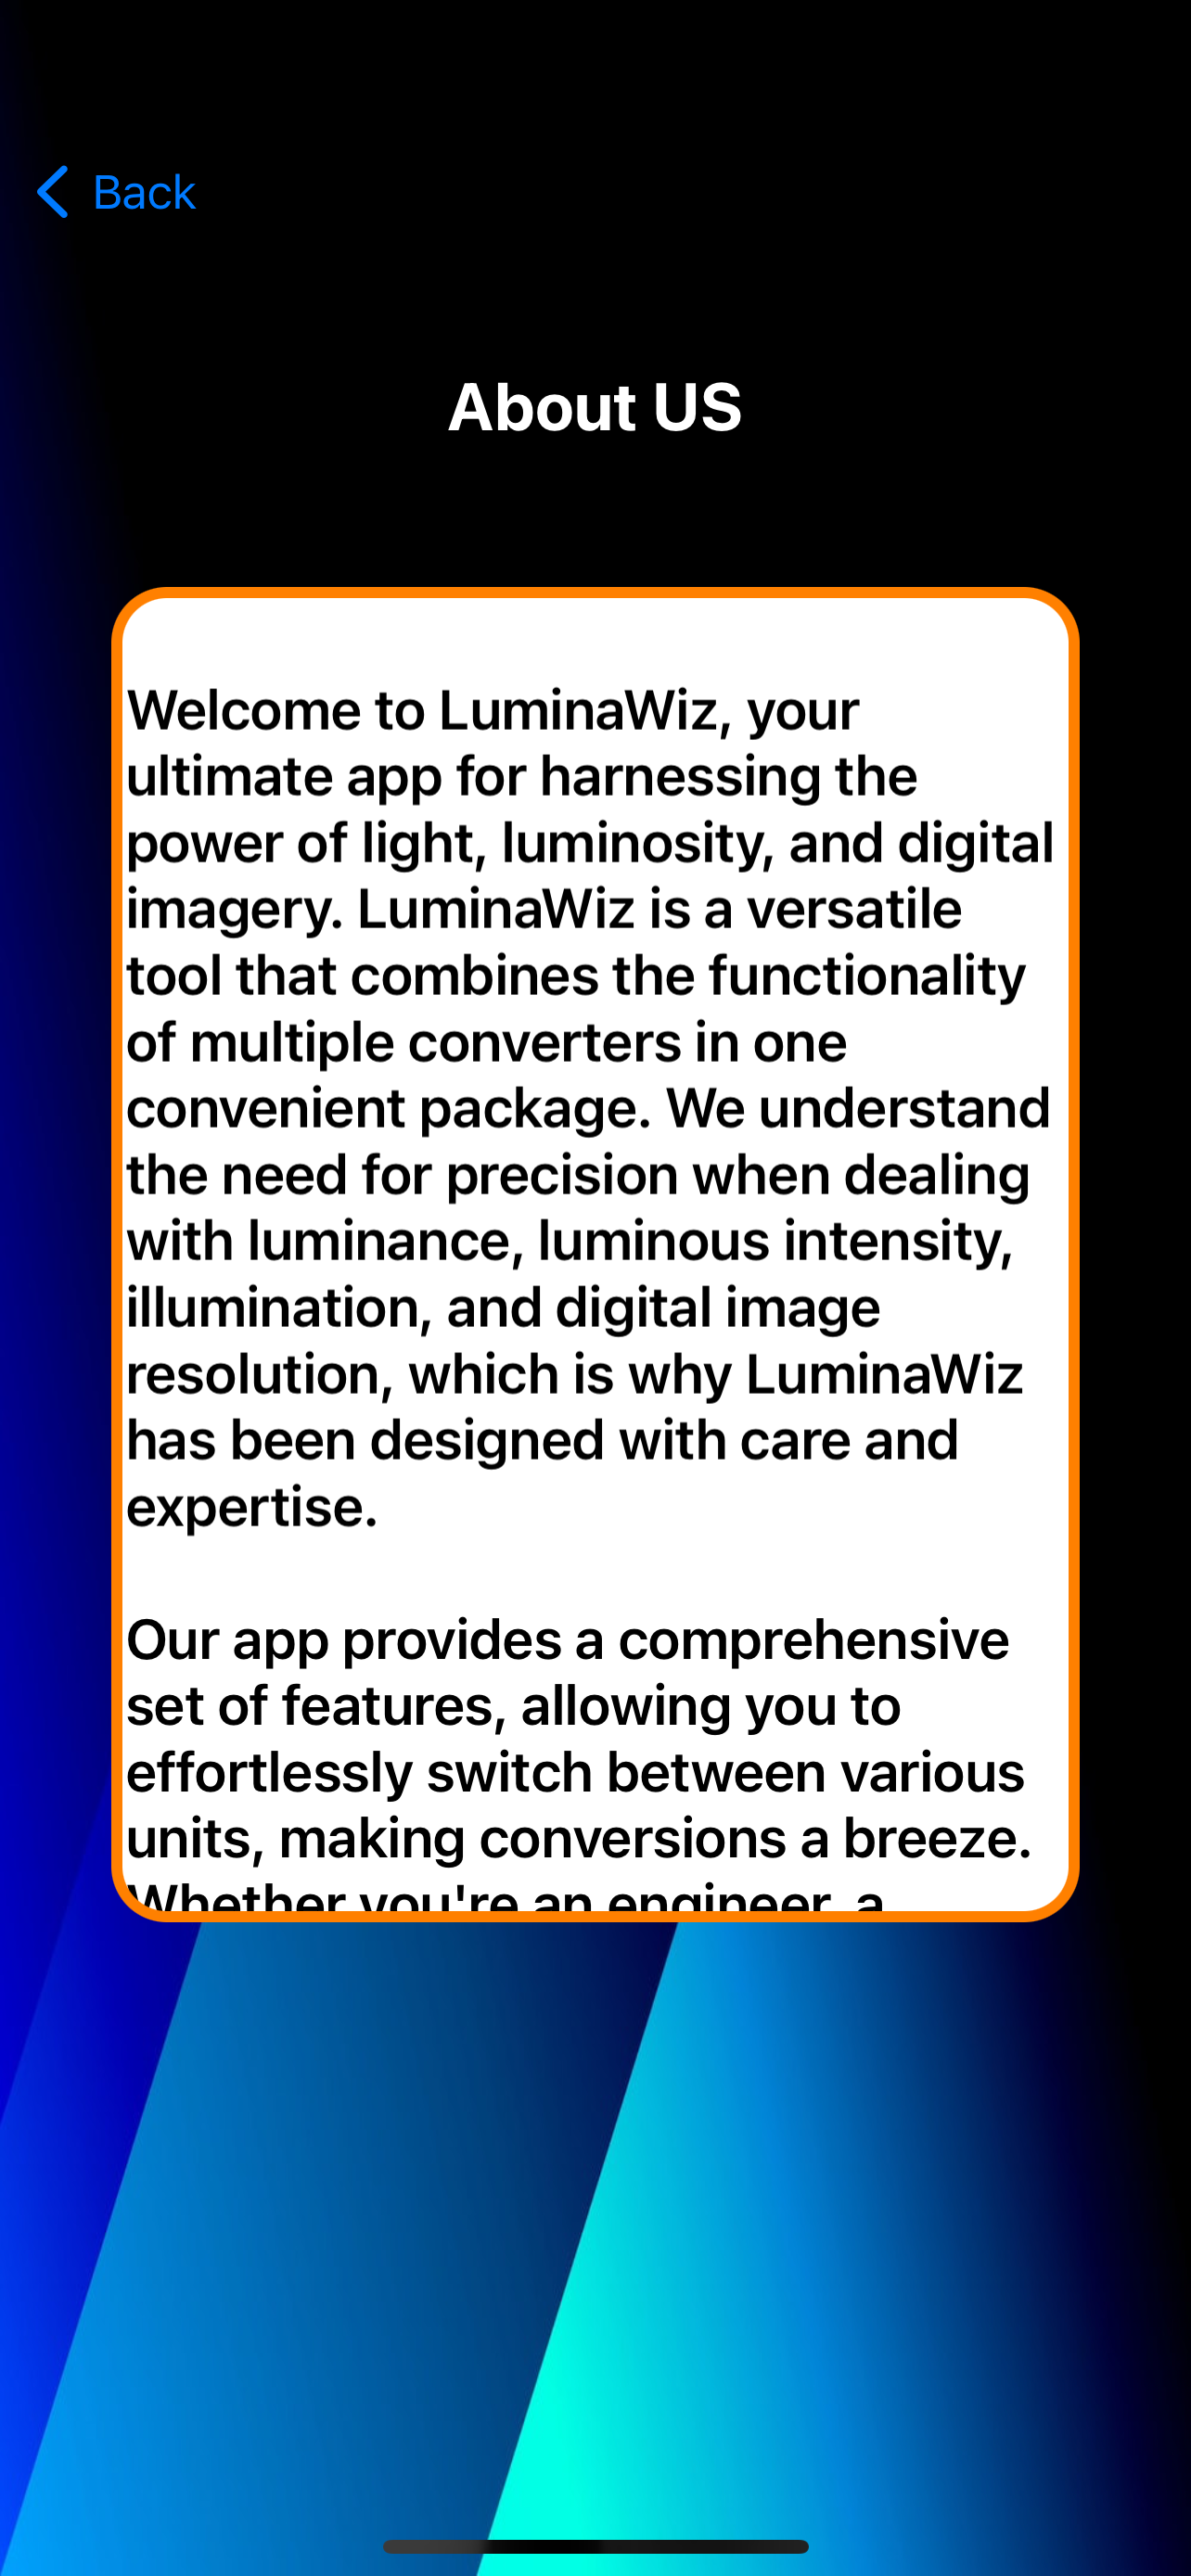 Back
About US
Welcome to LuminaWiz, your
ultimate app for harnessing the
power of light, luminosity, and digital
imagery. LuminaWiz is a versatile
tool that combines the functionality
of multiple converters in one
convenient package. We understand
the need for precision when dealing
with luminance, luminous intensity,
illumination, and digital image
resolution, which is why LuminaWiz
has been designed with care and
expertise.
Our app provides a comprehensive
set of features, allowing you to
effortlessly switch between various
units, making conversions a breeze.
Whether you're an engineer, a